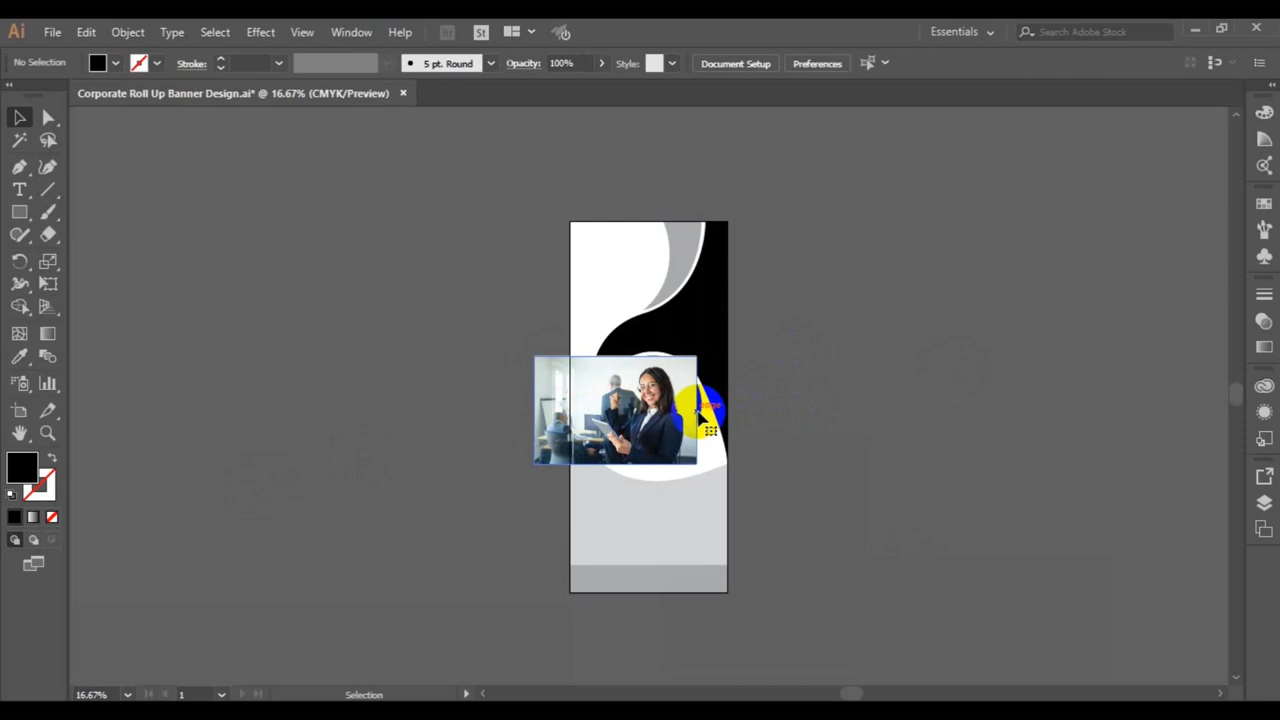 Ai File Edit Object Type Select Effect View Window Help Br St Essentials Search Adobe Stock
No Selection Stroke: 5 pt. Round Opacity: 100% Style: Document Setup Preferences
Corporate Roll Up Banner Design.ai* @ 16.67% (CMYK/Preview)
16.67% 1 Selection